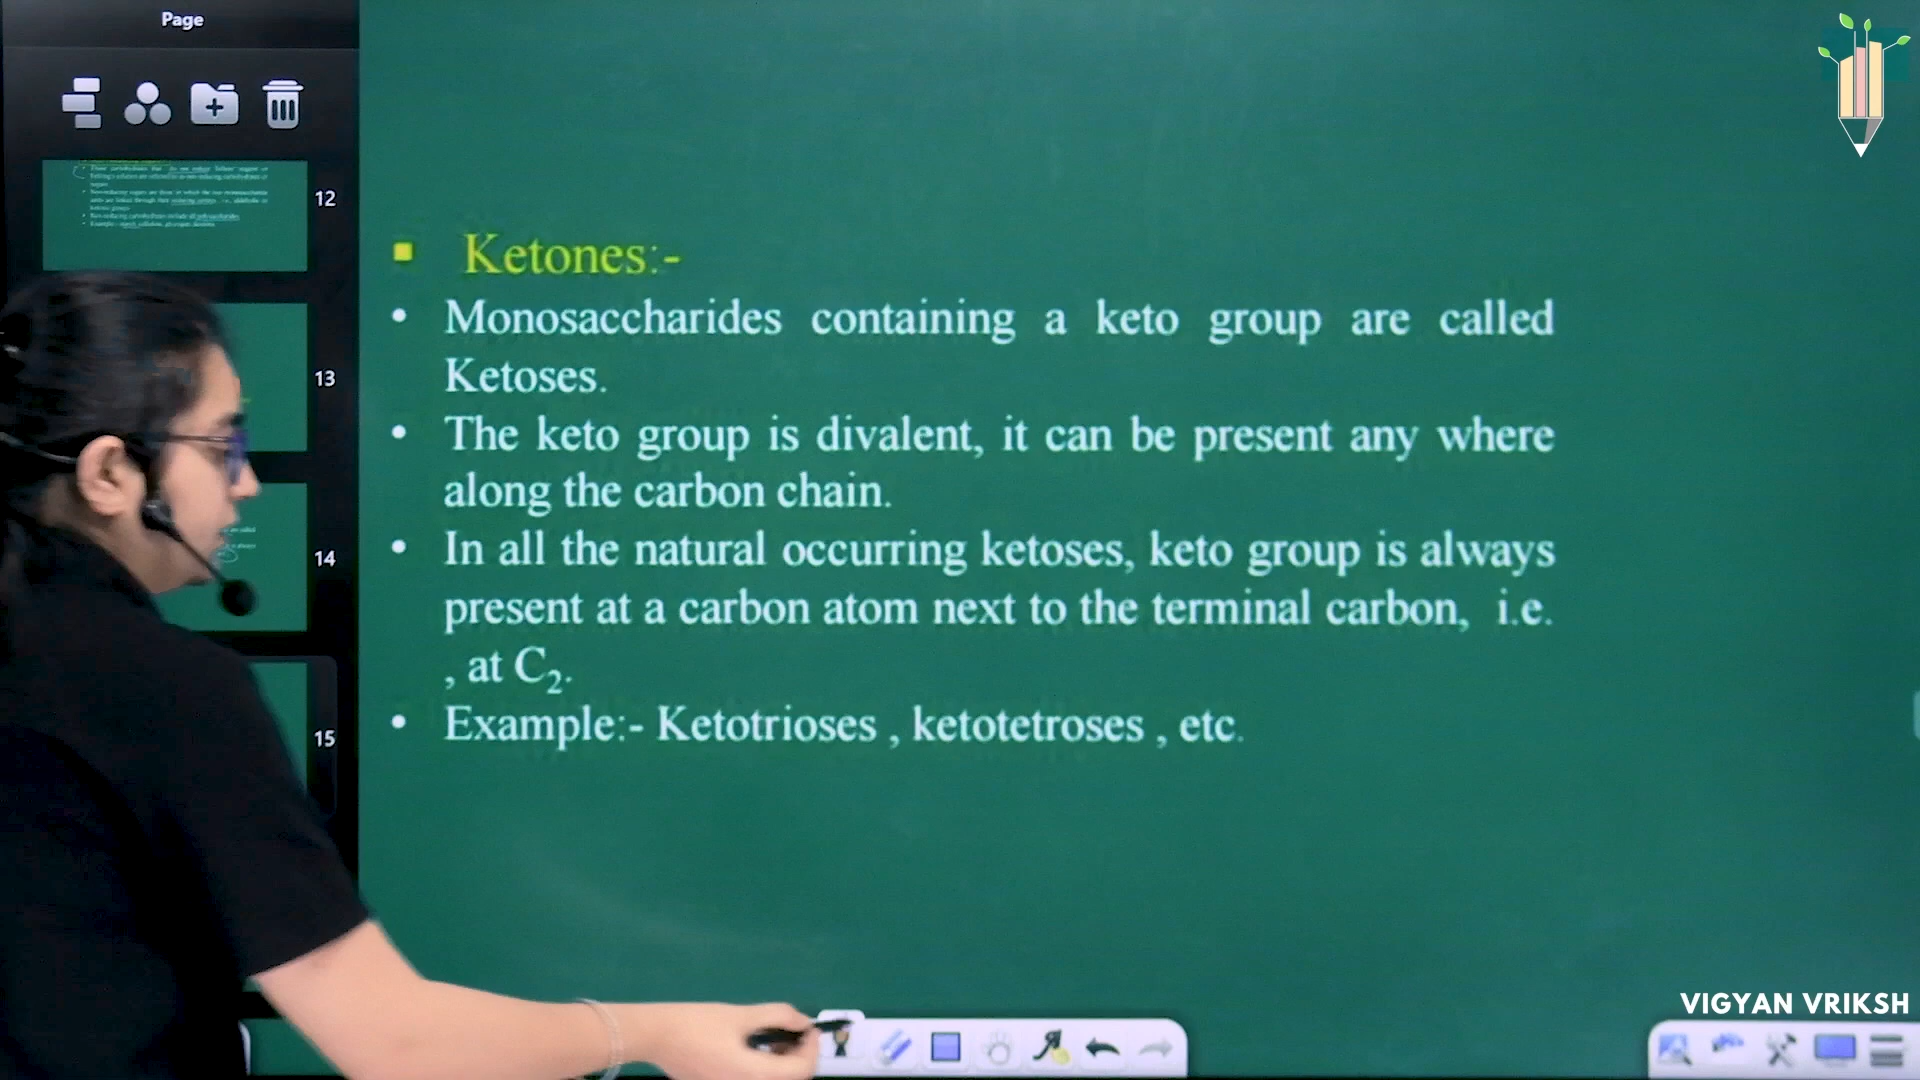 Page
12
13
14
15
▪ Ketones:-
• Monosaccharides containing a keto group are called
Ketoses.
• The keto group is divalent, it can be present any where
along the carbon chain.
• In all the natural occurring ketoses, keto group is always
present at a carbon atom next to the terminal carbon, i.e.
, at C₂.
• Example:- Ketotrioses , ketotetroses , etc.
VIGYAN VRIKSH